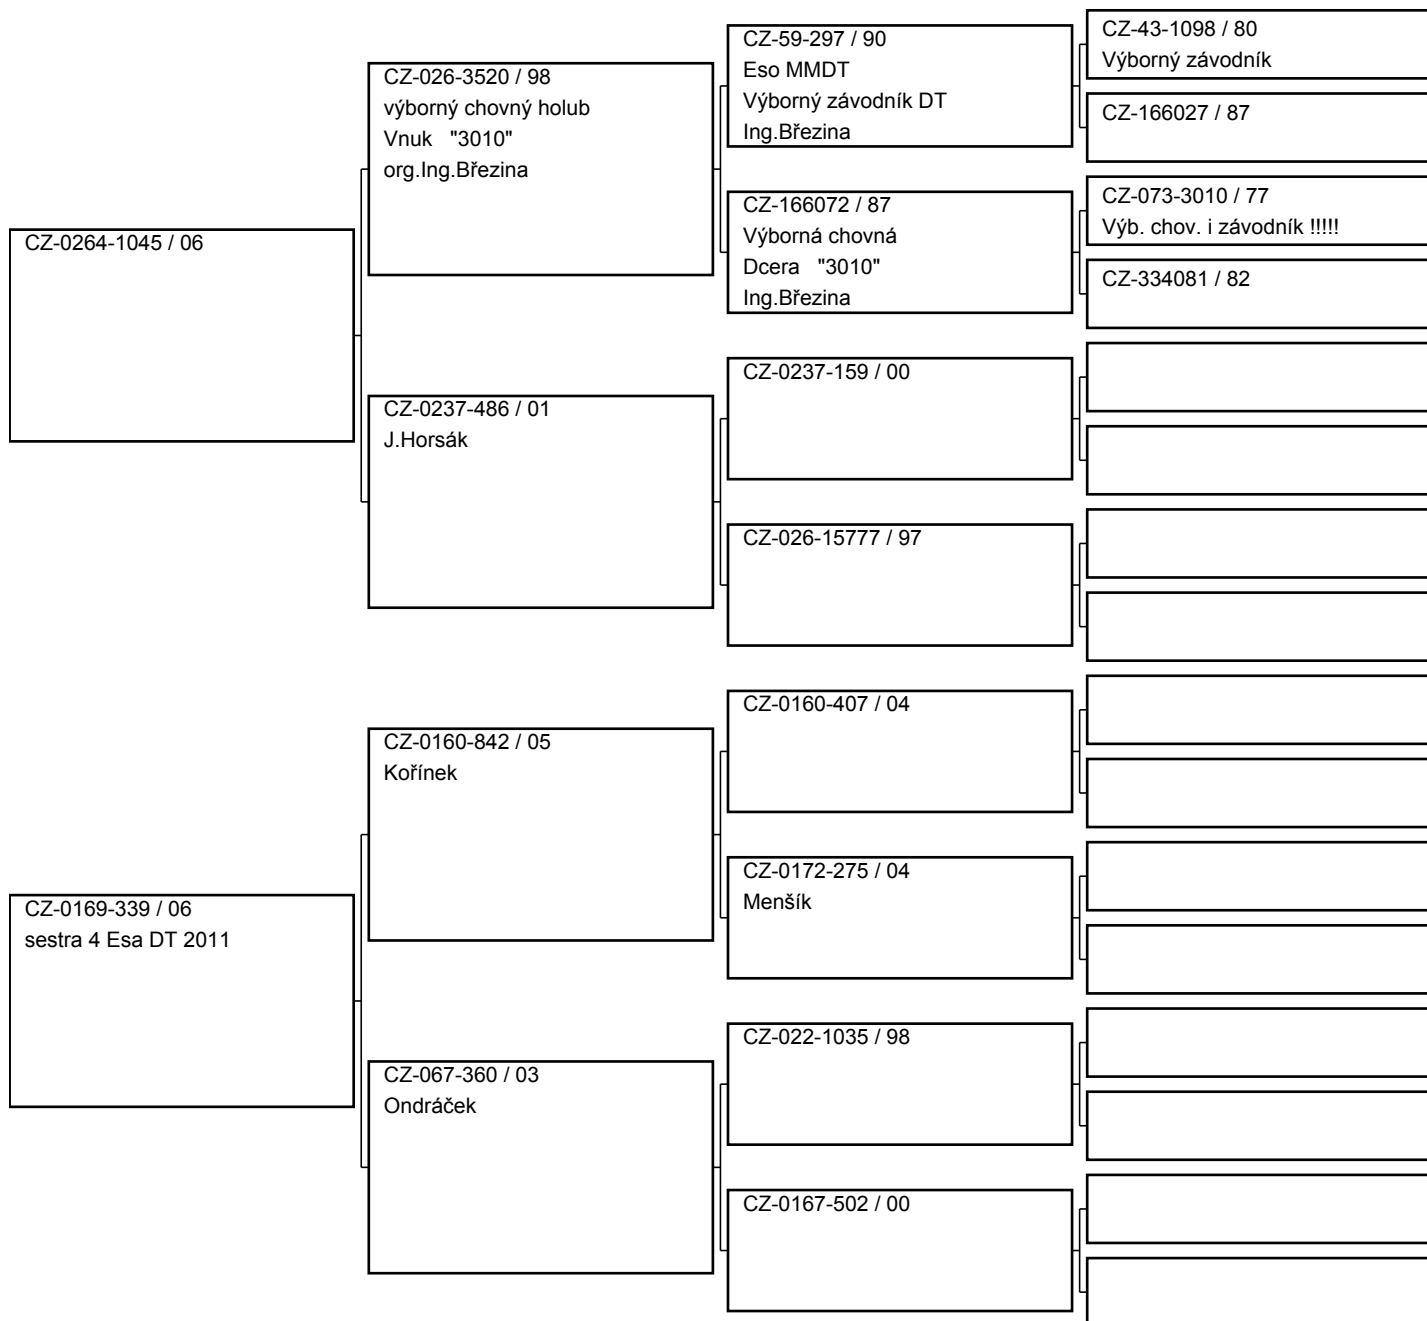 CZ-0264-1045 / 06
CZ-0169-339 / 06
sestra 4 Esa DT 2011
CZ-026-3520 / 98
výborný chovný holub
Vnuk "3010"
org.Ing.Březina
CZ-0237-486 / 01
J.Horsák
CZ-0160-842 / 05
Kořínek
CZ-067-360 / 03
Ondráček
CZ-59-297 / 90
Eso MMDT
Výborný závodník DT
Ing.Březina
CZ-166072 / 87
Výborná chovná
Dcera "3010"
Ing.Březina
CZ-0237-159 / 00
CZ-026-15777 / 97
CZ-0160-407 / 04
CZ-0172-275 / 04
Menšík
CZ-022-1035 / 98
CZ-0167-502 / 00
CZ-43-1098 / 80
Výborný závodník
CZ-166027 / 87
CZ-073-3010 / 77
Výb. chov. i závodník !!!!!
CZ-334081 / 82